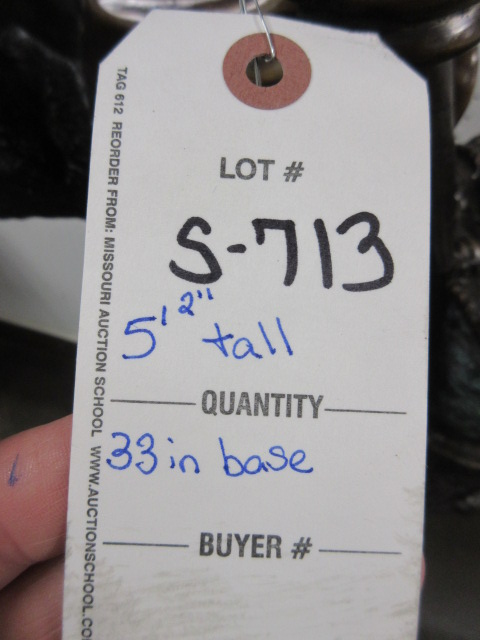 TAG 612 REORDER FROM: MISSOURI AUCTION SCHOOL WWW.AUCTIONSCHOOL.CO
LOT #
S-713
5' 2" tall
QUANTITY
33 in base
BUYER #